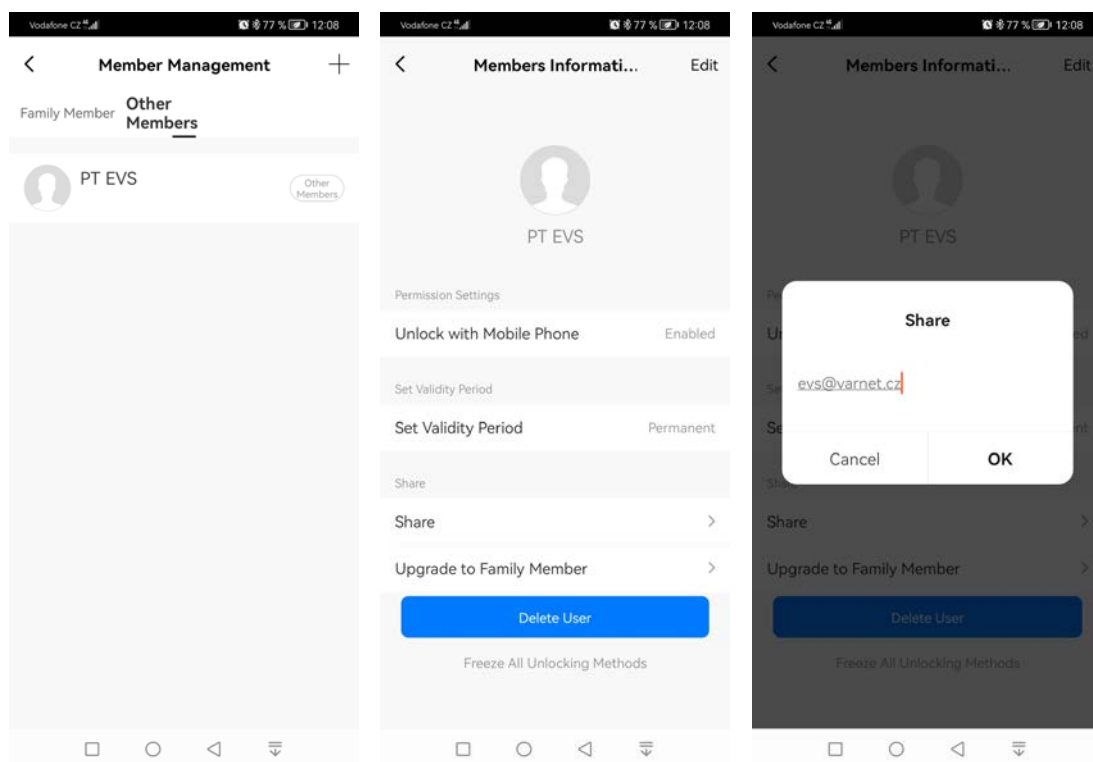 Vodafone CZ 77 % 12:08
Member Management
Family Member
Other
Members
PT EVS
Other
Members
Vodafone CZ 77 % 12:08
Members Informati... Edit
PT EVS
Permission Settings
Unlock with Mobile Phone Enabled
Set Validity Period
Set Validity Period Permanent
Share
Share
Upgrade to Family Member
Delete User
Freeze All Unlocking Methods
Vodafone CZ 77 % 12:08
Members Informati... Edit
PT EVS
Share
evs@varnet.cz
Cancel OK
Share
Upgrade to Family Member
Delete User
Freeze All Unlocking Methods